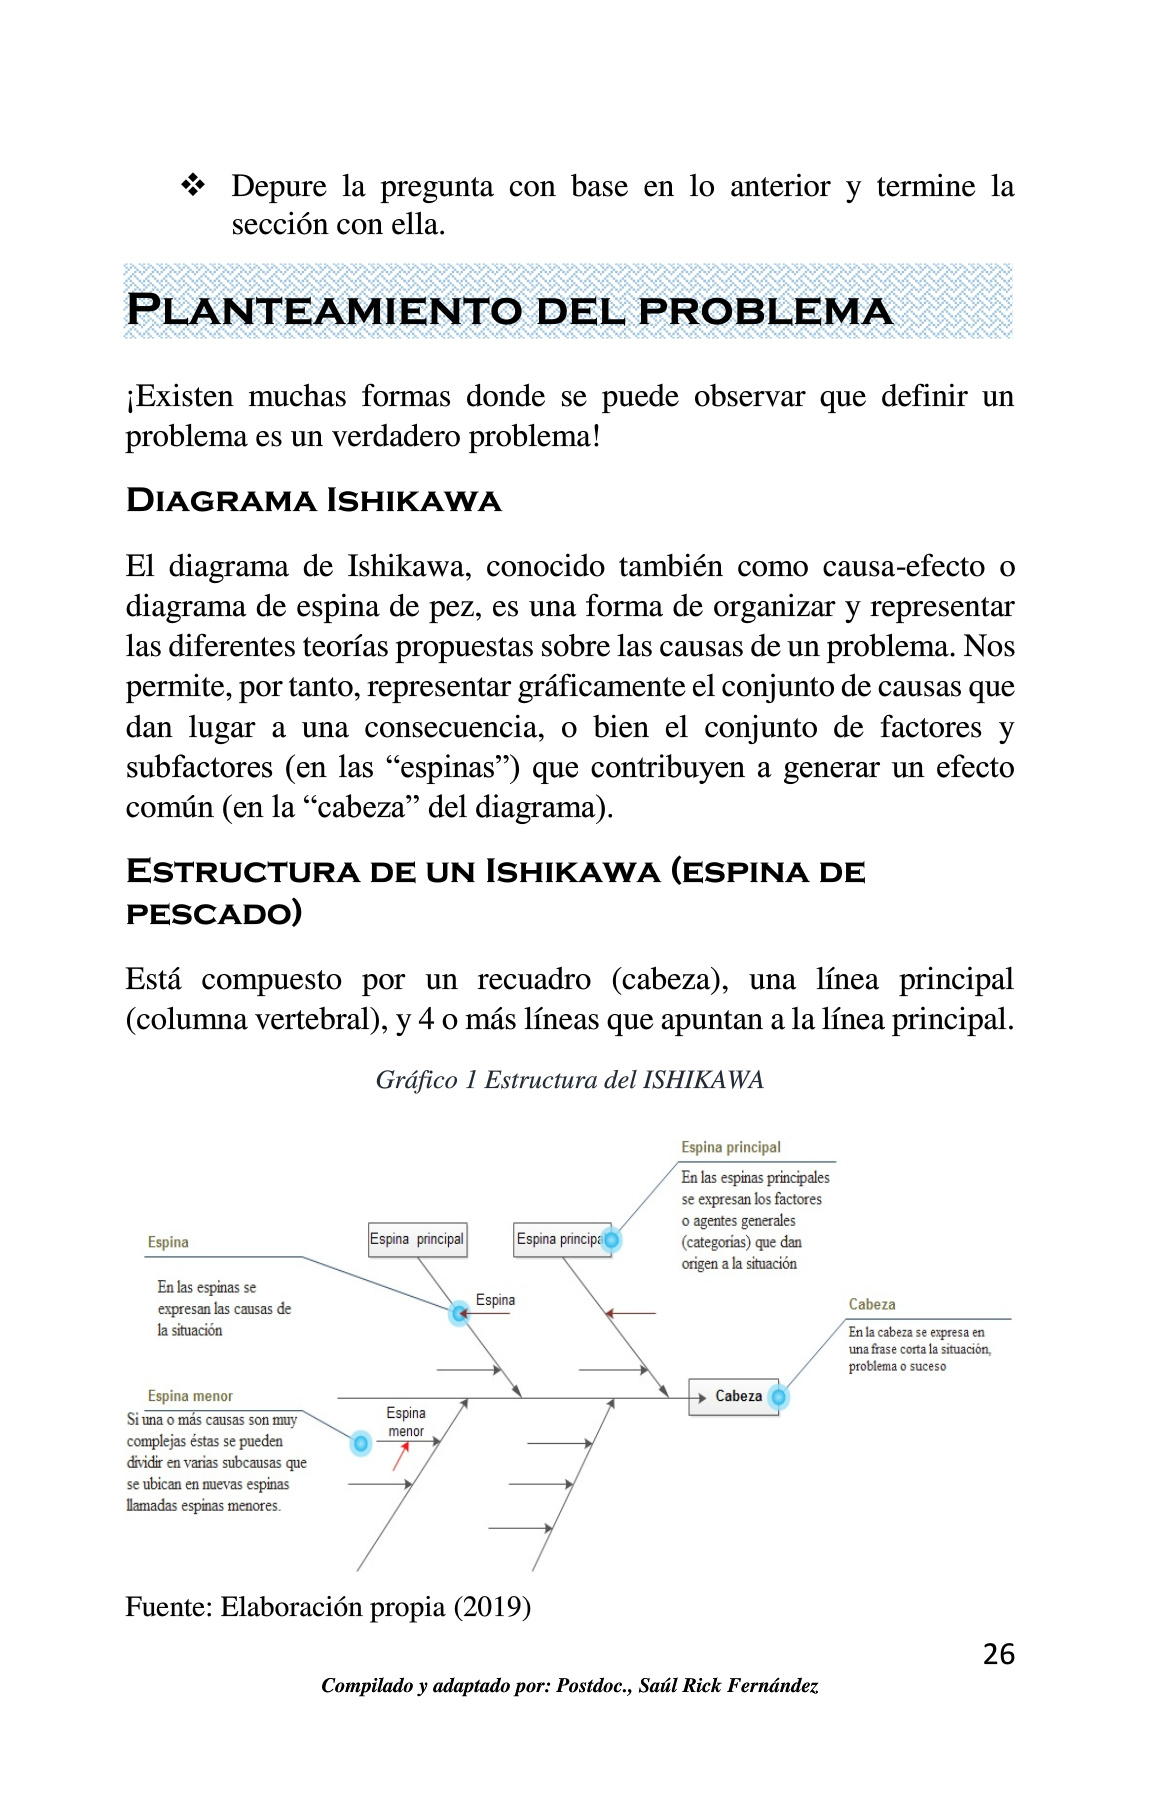 ❖ Depure la pregunta con base en lo anterior y termine la
sección con ella.
PLANTEAMIENTO DEL PROBLEMA
¡Existen muchas formas donde se puede observar que definir un
problema es un verdadero problema!
DIAGRAMA ISHIKAWA
El diagrama de Ishikawa, conocido también como causa-efecto o
diagrama de espina de pez, es una forma de organizar y representar
las diferentes teorías propuestas sobre las causas de un problema. Nos
permite, por tanto, representar gráficamente el conjunto de causas que
dan lugar a una consecuencia, o bien el conjunto de factores y
subfactores (en las “espinas”) que contribuyen a generar un efecto
común (en la “cabeza” del diagrama).
ESTRUCTURA DE UN ISHIKAWA (ESPINA DE
PESCADO)
Está compuesto por un recuadro (cabeza), una línea principal
(columna vertebral), y 4 o más líneas que apuntan a la línea principal.
Gráfico 1 Estructura del ISHIKAWA
Espina principal
En las espinas principales
se expresan los factores
o agentes generales
(categorías) que dan
origen a la situación
Espina principal
Espina principal
Espina
En las espinas se
expresan las causas de
la situación
Espina
Cabeza
En la cabeza se expresa en
una frase corta la situación,
problema o suceso
Cabeza
Espina menor
Si una o más causas son muy
complejas éstas se pueden
dividir en varias subcausas que
se ubican en nuevas espinas
llamadas espinas menores.
Espina
menor
Fuente: Elaboración propia (2019)
26
Compilado y adaptado por: Postdoc., Saúl Rick Fernández